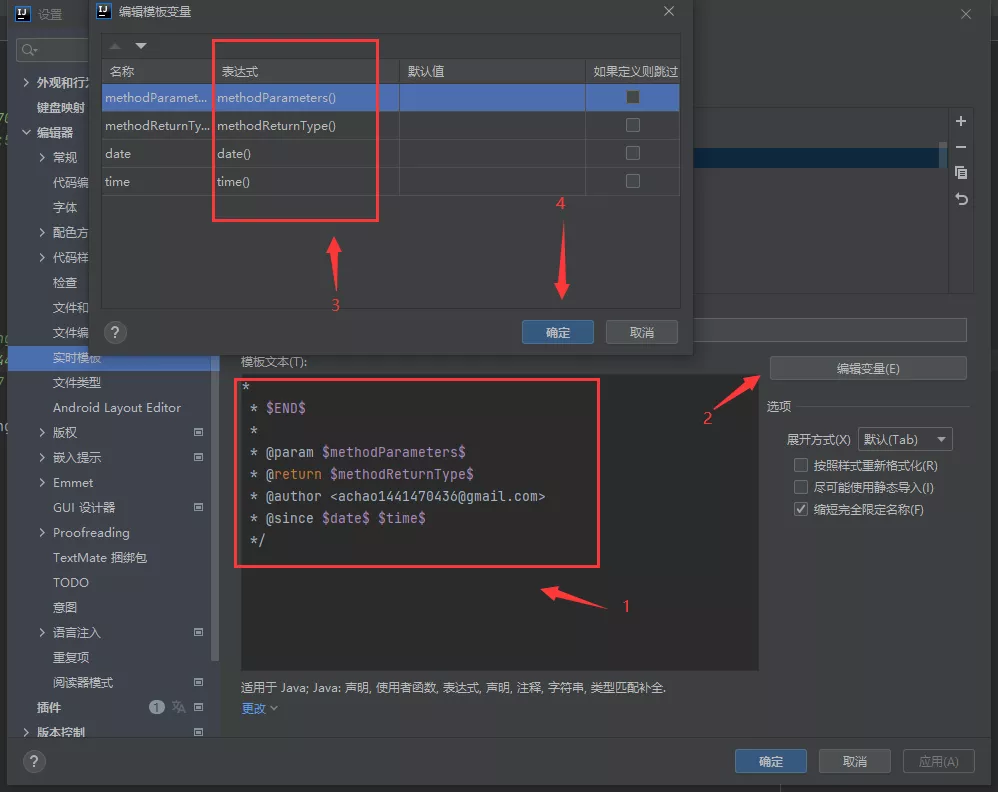 设置
编辑模板变量
名称 表达式 默认值 如果定义则跳过
methodParamet... methodParameters()
methodReturnTy... methodReturnType()
date date()
time time()
3
4
? 确定 取消
外观和行为
键盘映射
编辑器
常规
代码编
字体
配色方
代码样
检查
文件和
文件编
实时模板
文件类型
Android Layout Editor
版权
嵌入提示
Emmet
GUI 设计器
Proofreading
TextMate 捆绑包
TODO
意图
语言注入
重复项
阅读器模式
插件 1
版本控制
模板文本(T):
*
* $END$
*
* @param $methodParameters$
* @return $methodReturnType$
* @author <achao1441470436@gmail.com>
* @since $date$ $time$
*/
1
2
编辑变量(E)
选项
展开方式(X) 默认(Tab)
按照样式重新格式化(R)
尽可能使用静态导入(I)
缩短完全限定名称(F)
适用于 Java; Java: 声明, 使用者函数, 表达式, 声明, 注释, 字符串, 类型匹配补全.
更改
? 确定 取消 应用(A)